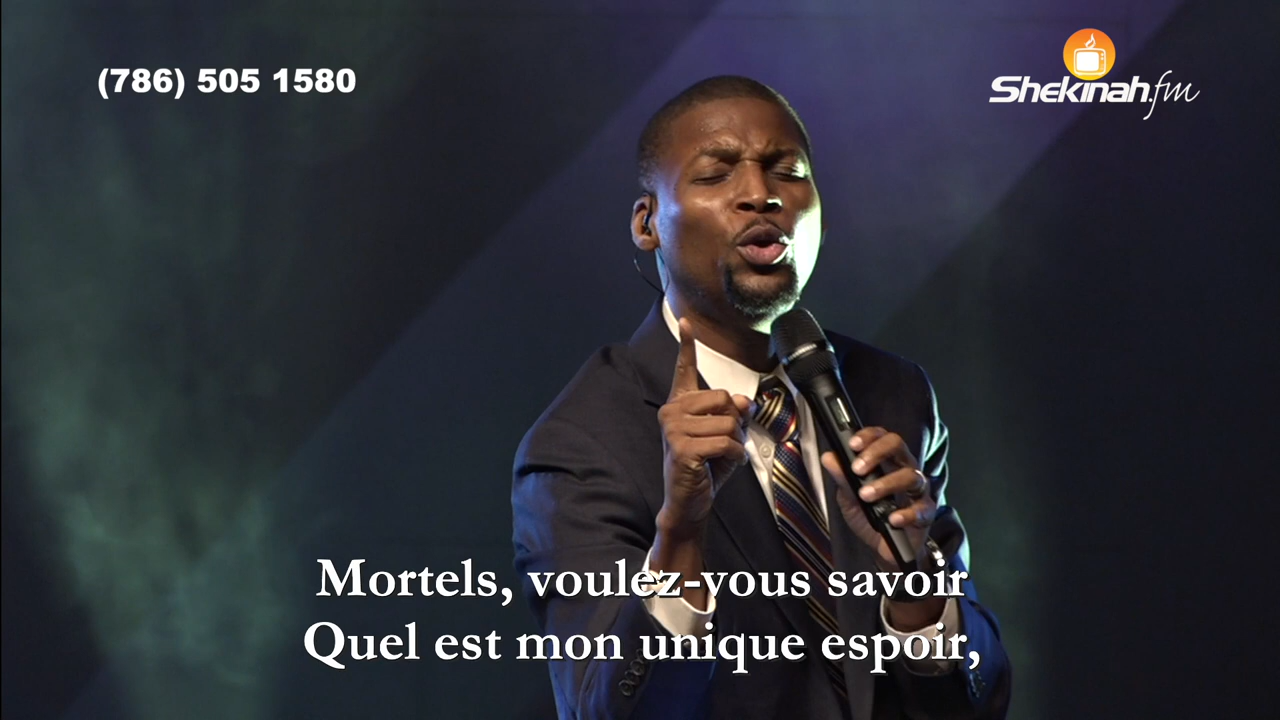 (786) 505 1580
Shekinah.fm
Mortels, voulez-vous savoir
Quel est mon unique espoir,